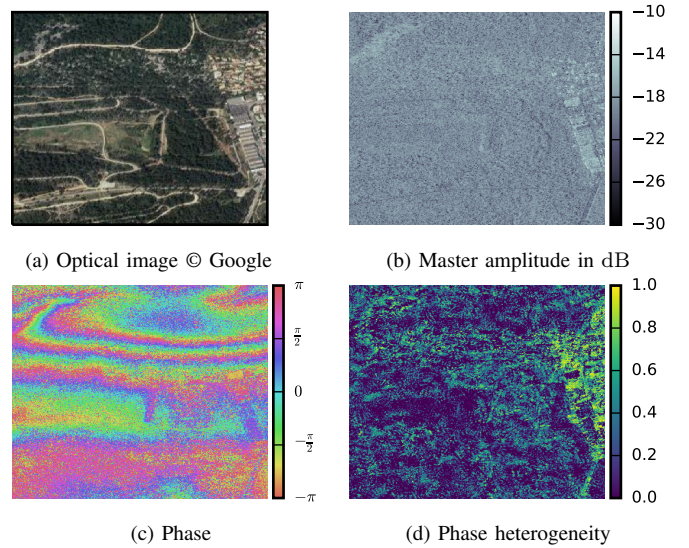 −10
−14
−18
−22
−26
−30
(a) Optical image © Google
(b) Master amplitude in dB
π
π/2
0
−π/2
−π
1.0
0.8
0.6
0.4
0.2
0.0
(c) Phase
(d) Phase heterogeneity